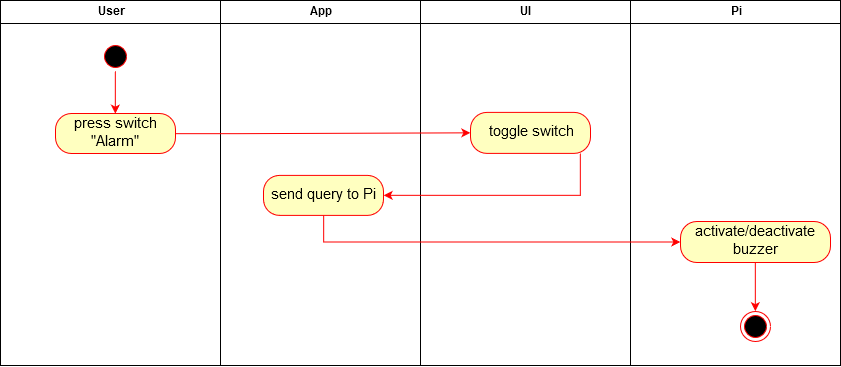 User
App
UI
Pi
press switch
"Alarm"
toggle switch
send query to Pi
activate/deactivate
buzzer